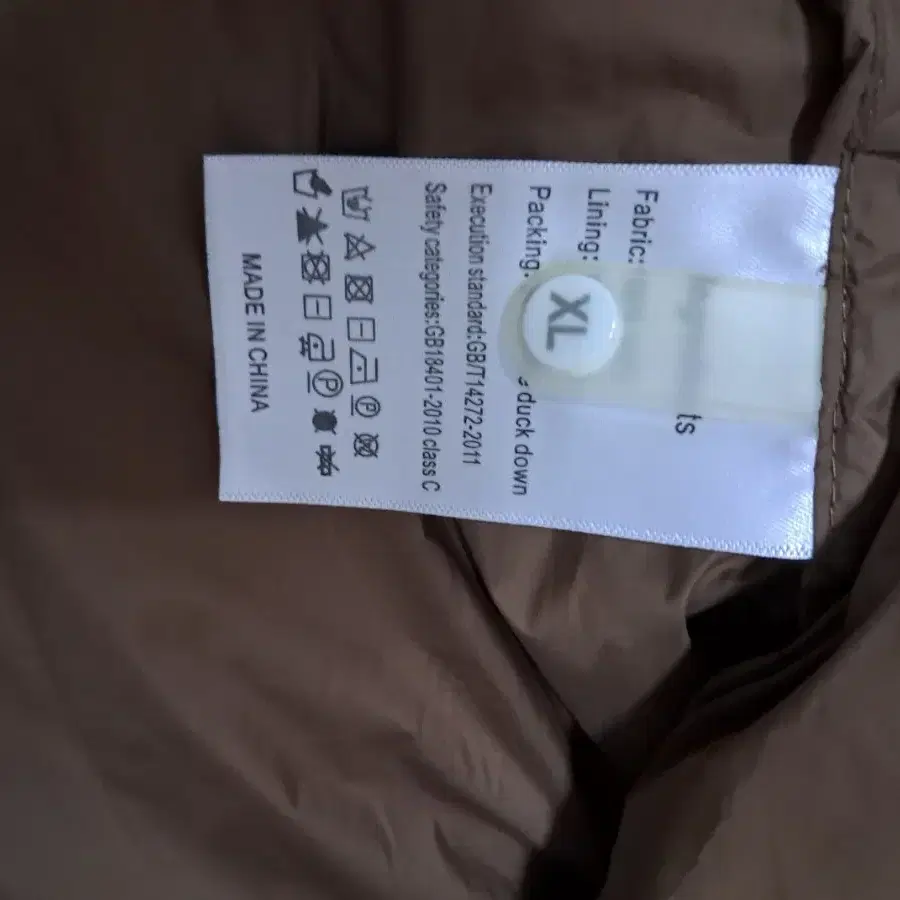 ts
Fabric:
Lining:
XL
Packing: duck down
Execution standard:GB/T14272-2011
Safety categories:GB18401-2010 class C
P
P
MADE IN CHINA